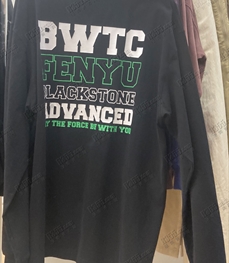 BWTC
FENYU
BLACKSTONE
ADVANCED
THE FORCE BE WITH YOU